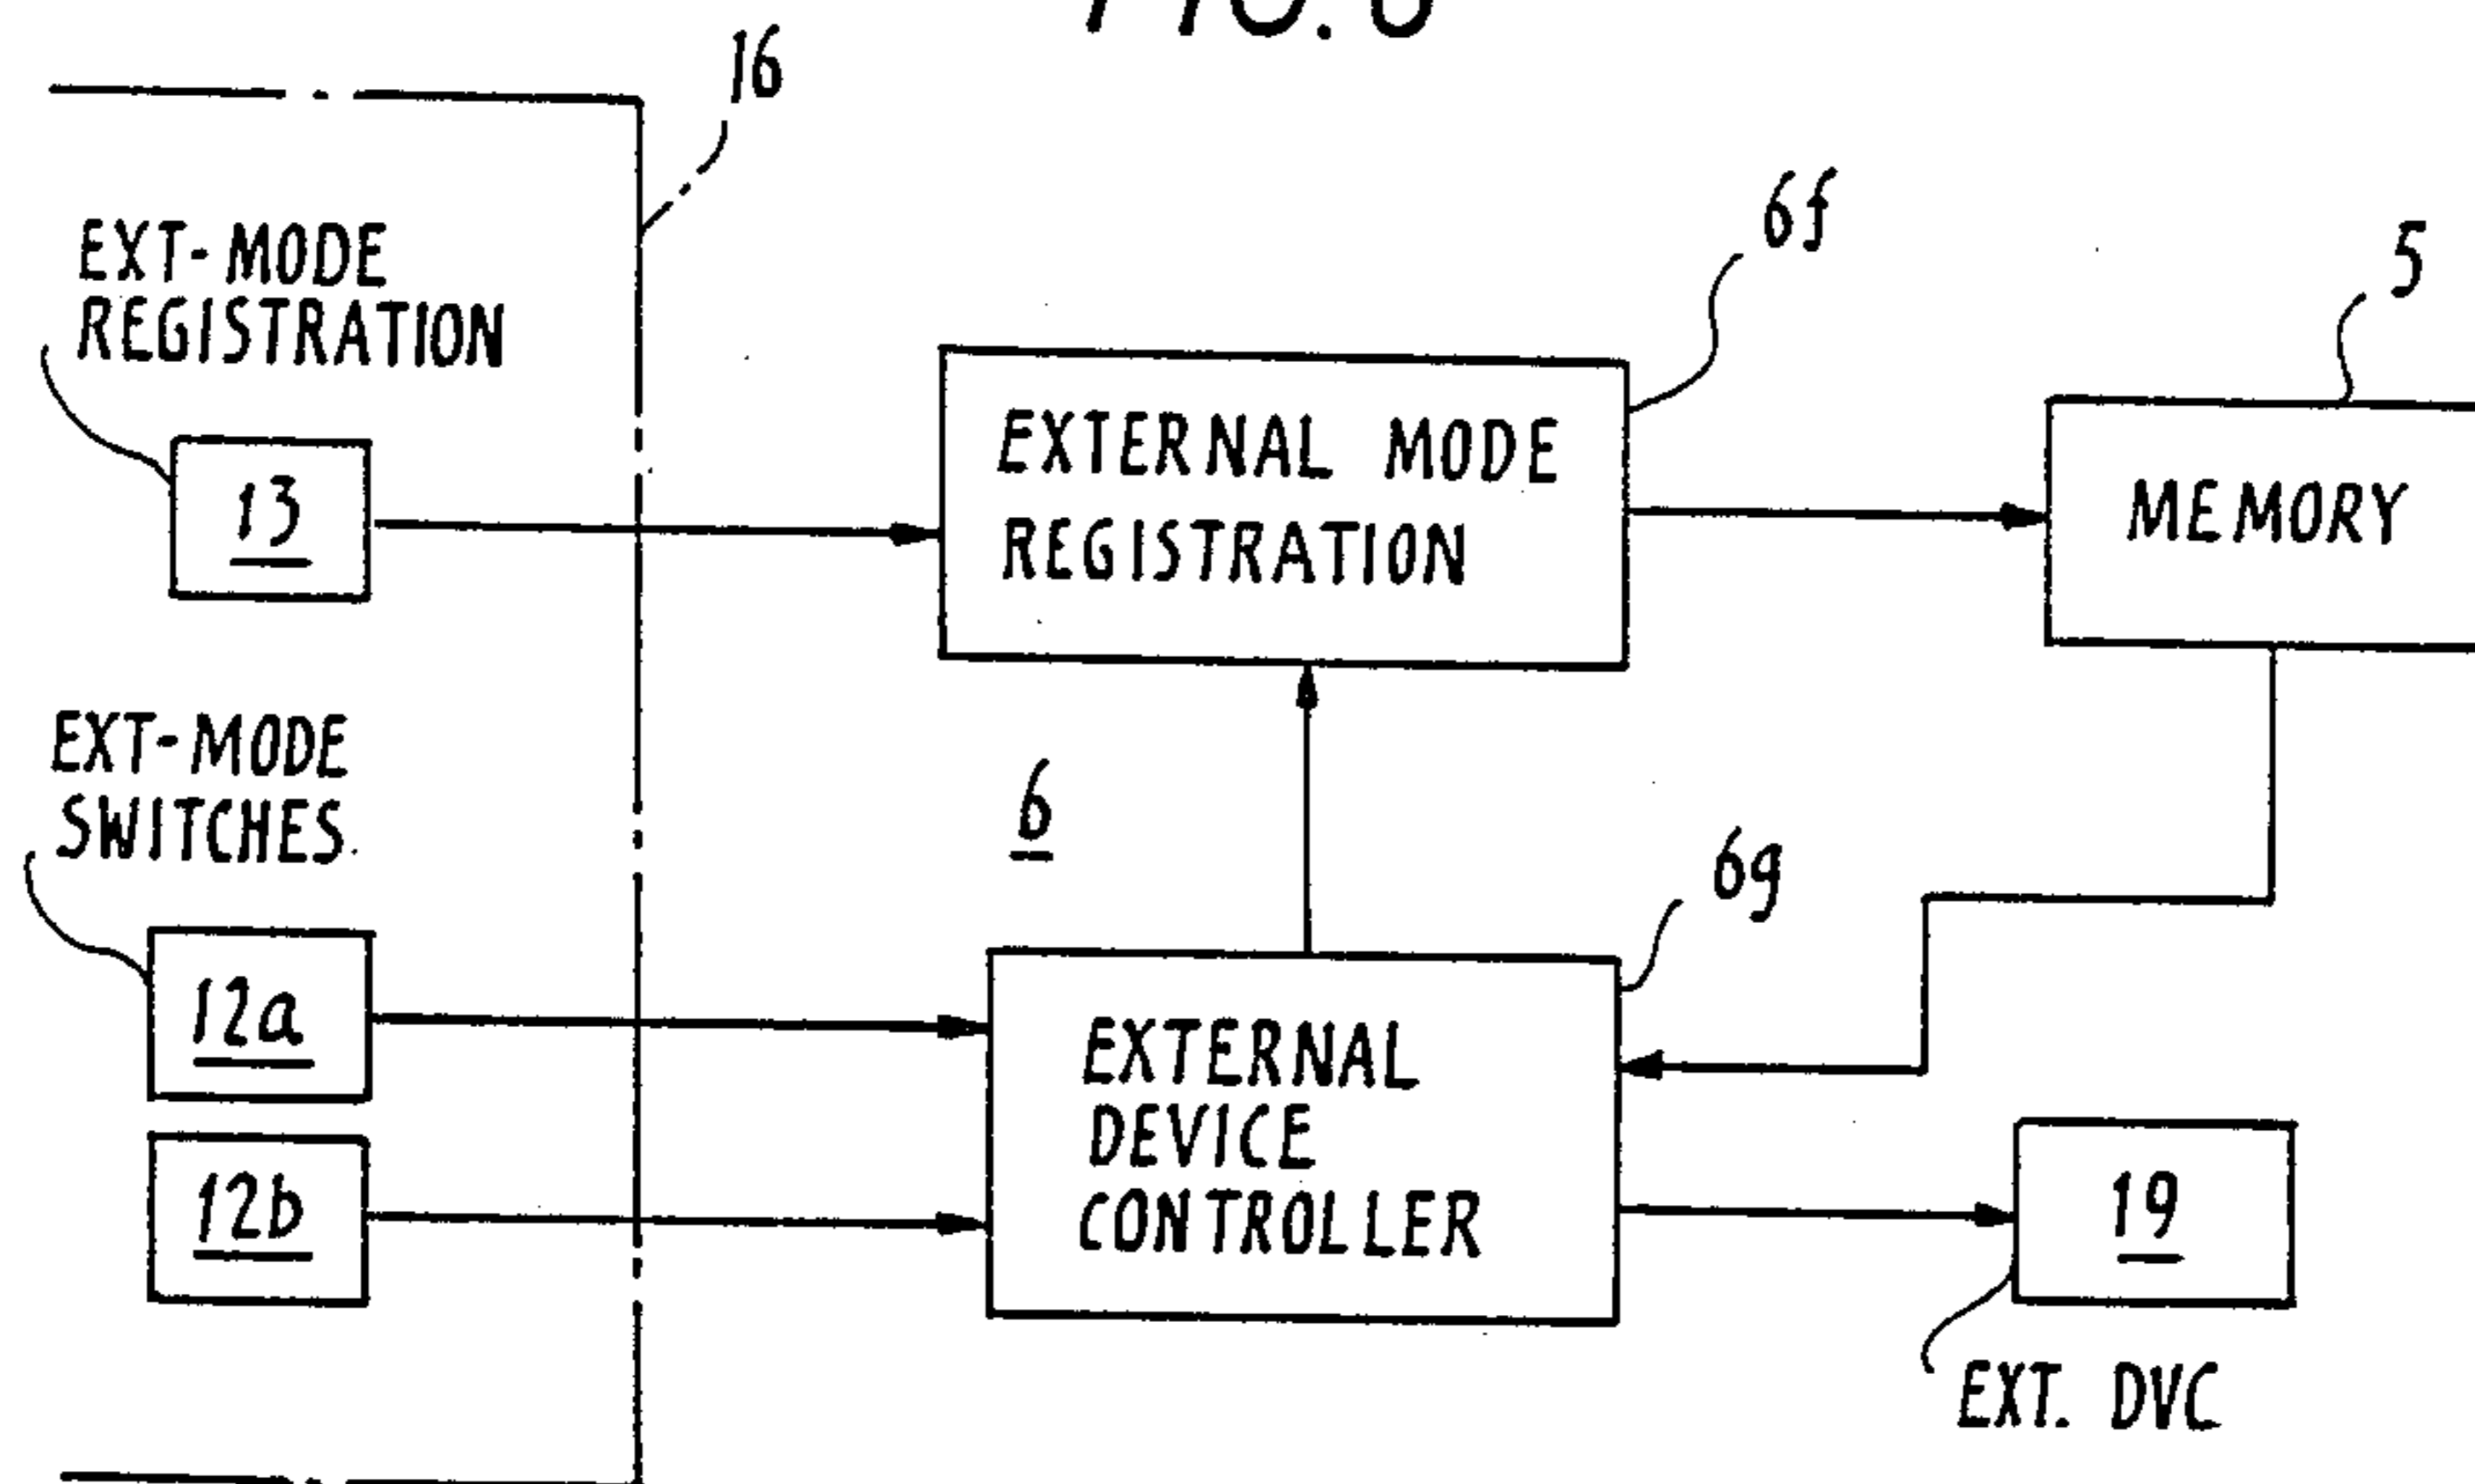 16
EXT-MODE
REGISTRATION
13
6f
5
EXTERNAL MODE
REGISTRATION
MEMORY
EXT-MODE
SWITCHES
6
6g
12a
12b
EXTERNAL
DEVICE
CONTROLLER
19
EXT. DVC